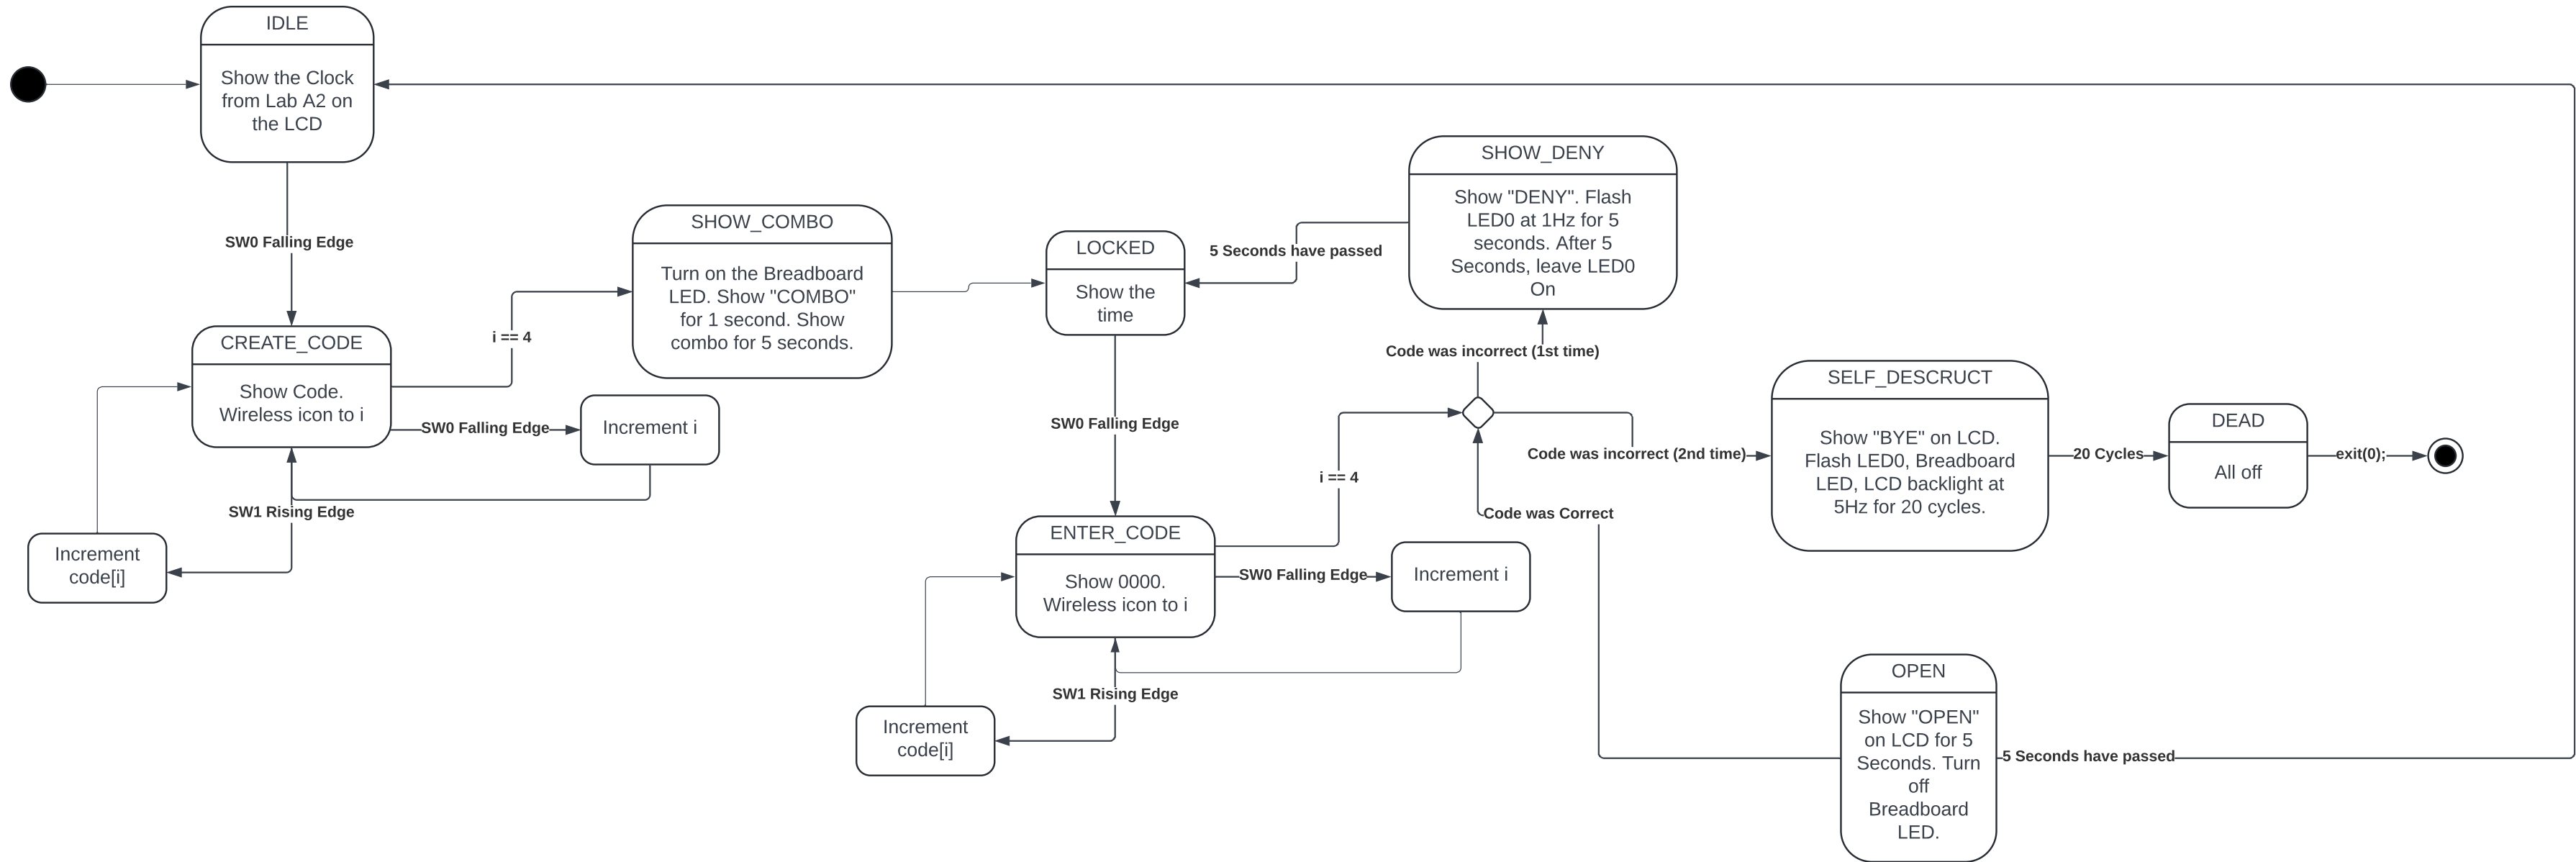 IDLE
Show the Clock
from Lab A2 on
the LCD
SW0 Falling Edge
CREATE_CODE
Show Code.
Wireless icon to i
SW0 Falling Edge
Increment i
SW1 Rising Edge
Increment
code[i]
i == 4
SHOW_COMBO
Turn on the Breadboard
LED. Show "COMBO"
for 1 second. Show
combo for 5 seconds.
LOCKED
Show the
time
SW0 Falling Edge
ENTER_CODE
Show 0000.
Wireless icon to i
SW0 Falling Edge
Increment i
SW1 Rising Edge
Increment
code[i]
i == 4
5 Seconds have passed
SHOW_DENY
Show "DENY". Flash
LED0 at 1Hz for 5
seconds. After 5
Seconds, leave LED0
On
Code was incorrect (1st time)
Code was incorrect (2nd time)
Code was Correct
SELF_DESCRUCT
Show "BYE" on LCD.
Flash LED0, Breadboard
LED, LCD backlight at
5Hz for 20 cycles.
20 Cycles
DEAD
All off
exit(0);
OPEN
Show "OPEN"
on LCD for 5
Seconds. Turn
off
Breadboard
LED.
5 Seconds have passed